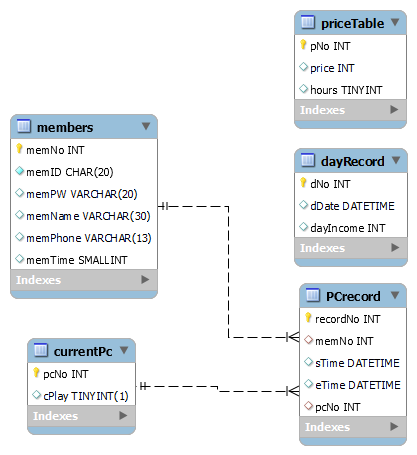 priceTable
pNo INT
price INT
hours TINYINT
Indexes
members
memNo INT
memID CHAR(20)
memPW VARCHAR(20)
memName VARCHAR(30)
memPhone VARCHAR(13)
memTime SMALLINT
Indexes
dayRecord
dNo INT
dDate DATETIME
dayIncome INT
Indexes
PCrecord
recordNo INT
memNo INT
sTime DATETIME
eTime DATETIME
pcNo INT
Indexes
currentPc
pcNo INT
cPlay TINYINT(1)
Indexes